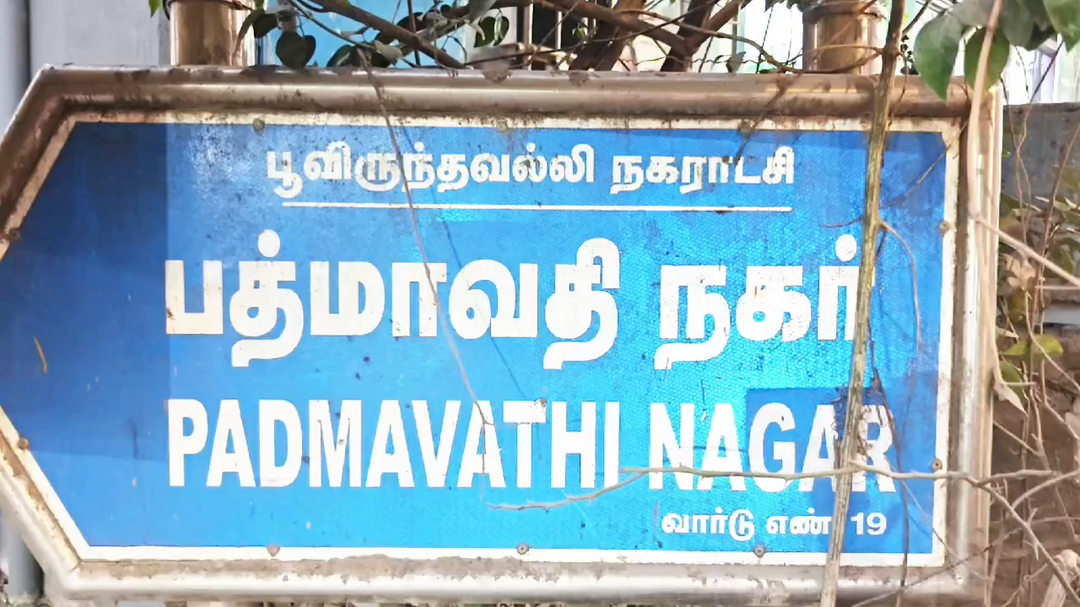 பூவிருந்தவல்லி நகராட்சி
பத்மாவதி நகர்
PADMAVATHI NAGAR
வார்டு எண் 19